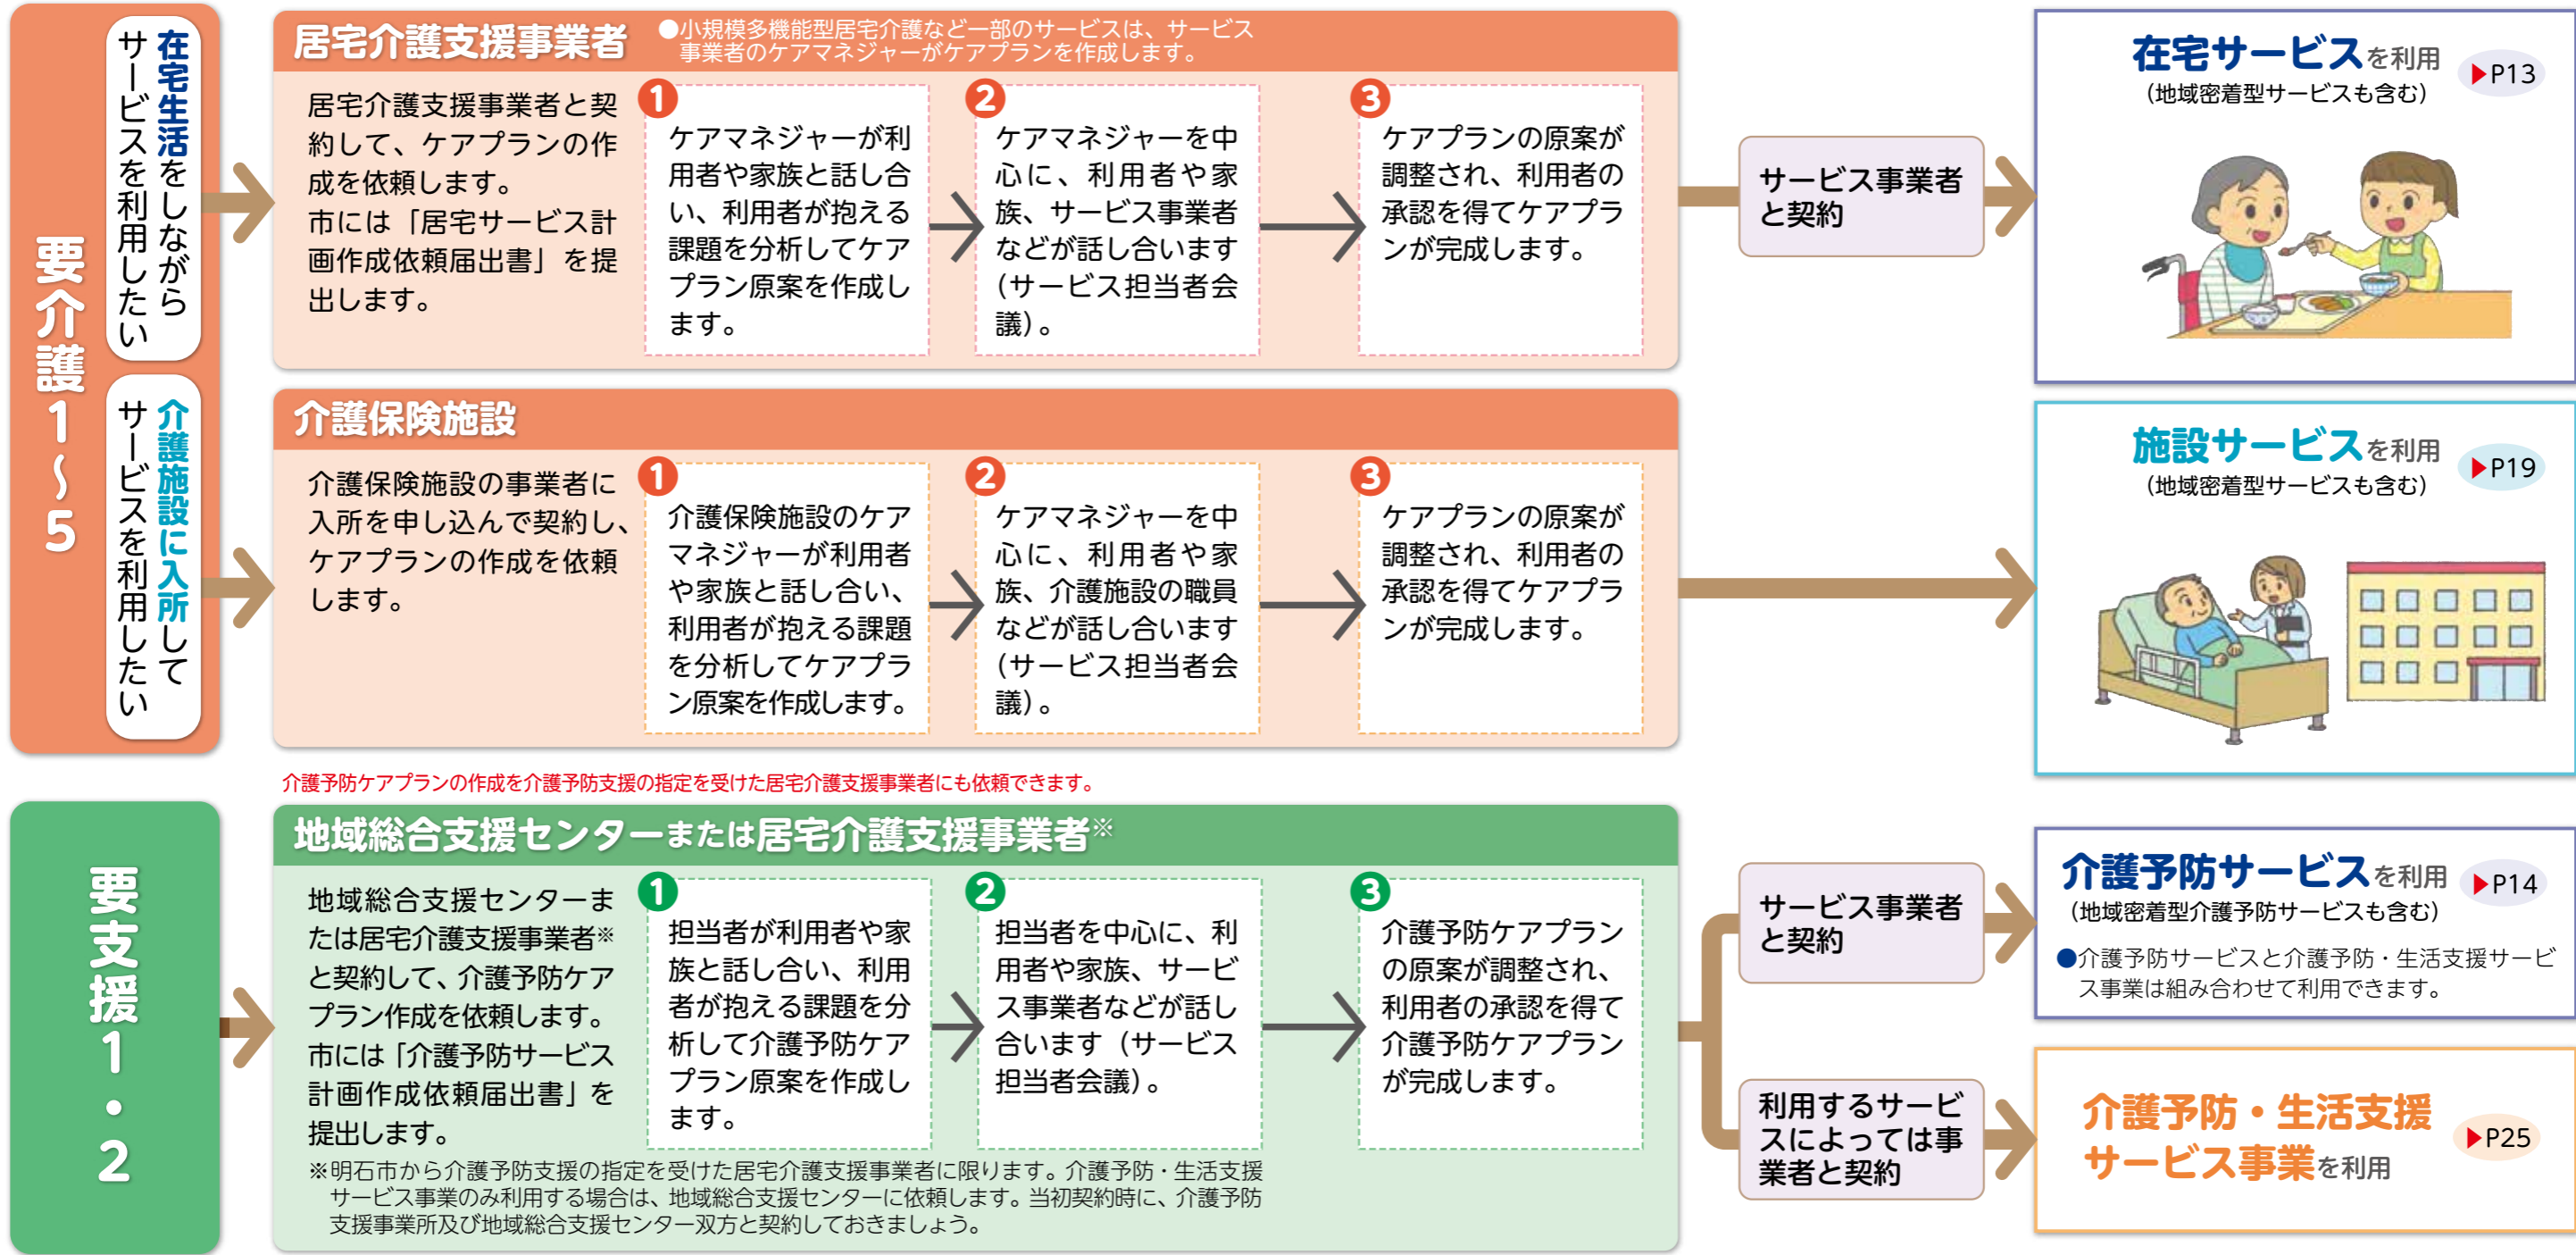 要介護1～5
在宅生活をしながら
サービスを利用したい
居宅介護支援事業者
●小規模多機能型居宅介護など一部のサービスは、サービス
事業者のケアマネジャーがケアプランを作成します。
居宅介護支援事業者と契
約して、ケアプランの作
成を依頼します。
市には「居宅サービス計
画作成依頼届出書」を提
出します。
1
ケアマネジャーが利
用者や家族と話し合
い、利用者が抱える
課題を分析してケア
プラン原案を作成し
ます。
2
ケアマネジャーを中
心に、利用者や家
族、サービス事業者
などが話し合います
（サービス担当者会
議）。
3
ケアプランの原案が
調整され、利用者の
承認を得てケアプラ
ンが完成します。
サービス事業者
と契約
在宅サービスを利用
（地域密着型サービスも含む）
▶P13
介護施設に入所して
サービスを利用したい
介護保険施設
介護保険施設の事業者に
入所を申し込んで契約し、
ケアプランの作成を依頼
します。
1
介護保険施設のケア
マネジャーが利用者
や家族と話し合い、
利用者が抱える課題
を分析してケアプラ
ン原案を作成します。
2
ケアマネジャーを中
心に、利用者や家
族、介護施設の職員
などが話し合います
（サービス担当者会
議）。
3
ケアプランの原案が
調整され、利用者の
承認を得てケアプラ
ンが完成します。
施設サービスを利用
（地域密着型サービスも含む）
▶P19
介護予防ケアプランの作成を介護予防支援の指定を受けた居宅介護支援事業者にも依頼できます。
要支援1・2
地域総合支援センターまたは居宅介護支援事業者※
地域総合支援センターま
たは居宅介護支援事業者※
と契約して、介護予防ケア
プラン作成を依頼します。
市には「介護予防サービス
計画作成依頼届出書」を
提出します。
1
担当者が利用者や家
族と話し合い、利用
者が抱える課題を分
析して介護予防ケア
プラン原案を作成し
ます。
2
担当者を中心に、利
用者や家族、サービ
ス事業者などが話し
合います（サービス
担当者会議）。
3
介護予防ケアプラン
の原案が調整され、
利用者の承認を得て
介護予防ケアプラン
が完成します。
※明石市から介護予防支援の指定を受けた居宅介護支援事業者に限ります。介護予防・生活支援
サービス事業のみ利用する場合は、地域総合支援センターに依頼します。当初契約時に、介護予防
支援事業所及び地域総合支援センター双方と契約しておきましょう。
サービス事業者
と契約
介護予防サービスを利用
（地域密着型介護予防サービスも含む）
▶P14
●介護予防サービスと介護予防・生活支援サービ
ス事業は組み合わせて利用できます。
利用するサービ
スによっては事
業者と契約
介護予防・生活支援
サービス事業を利用
▶P25